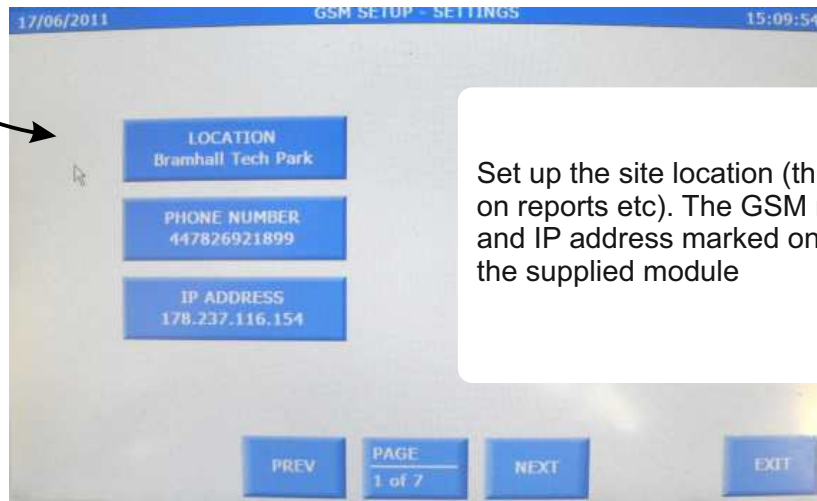 17/06/2011 GSM SETUP - SETTINGS 15:09:54
LOCATION
Bramhall Tech Park
PHONE NUMBER
447826921899
IP ADDRESS
178.237.116.154
Set up the site location (th
on reports etc). The GSM
and IP address marked on
the supplied module
PREV
PAGE
1 of 7
NEXT
EXIT